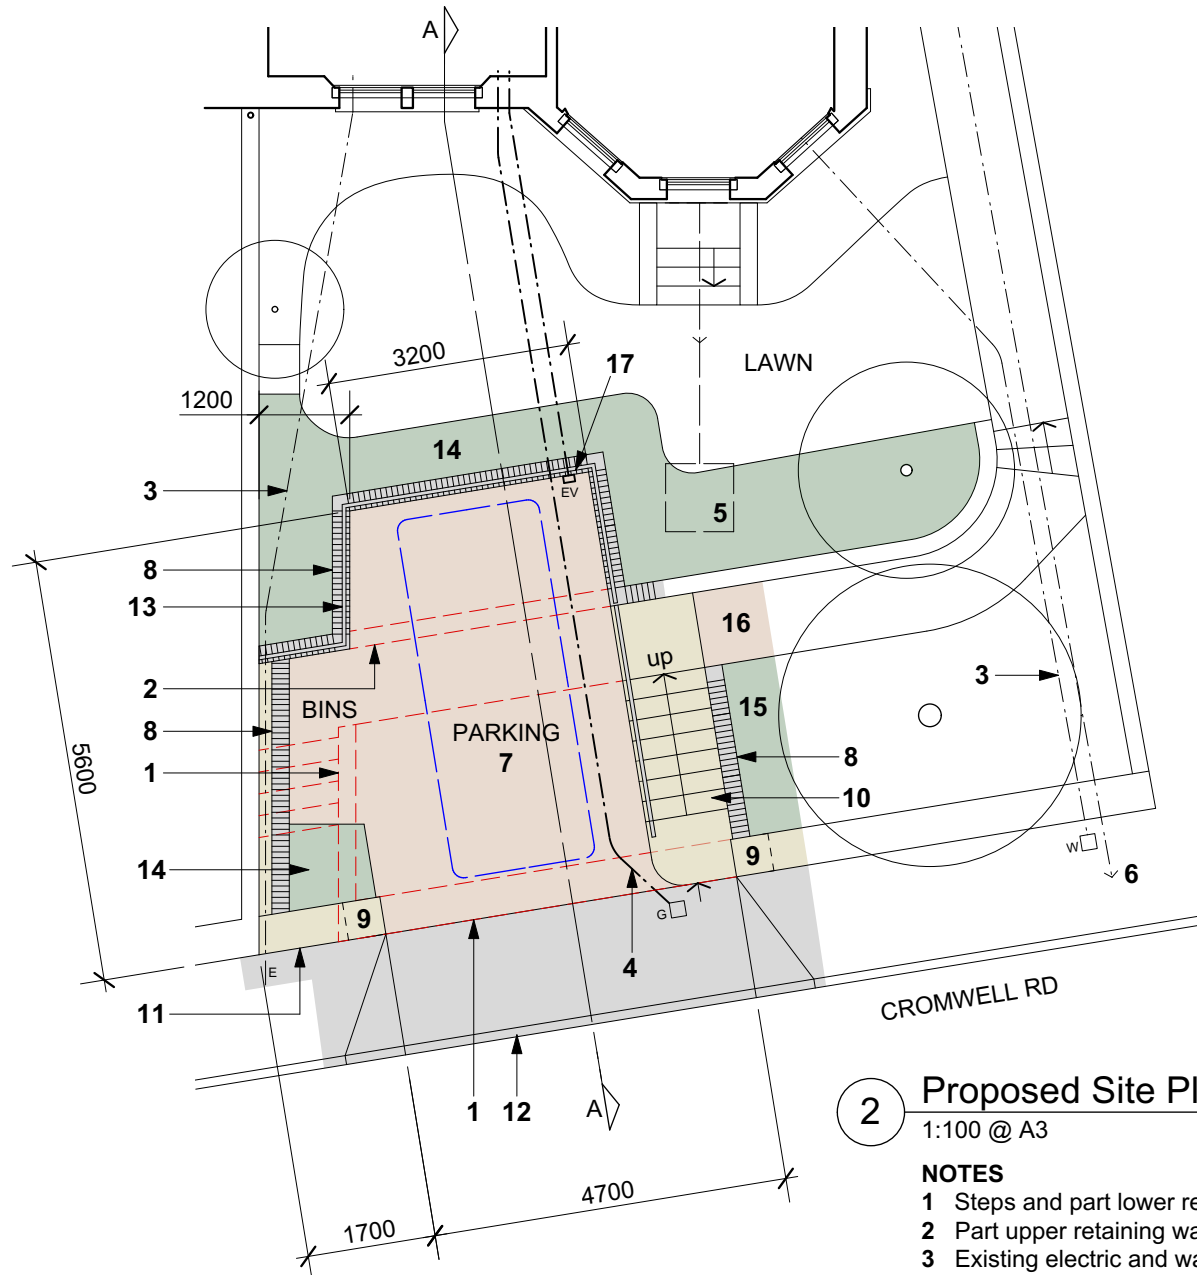 A
3200
17
LAWN
1200
14
3
EV
5
8
13
16
up
2
3
BINS
15
8
PARKING
7
8
5600
1
10
14
W
9
6
9
G
E
4
11
CROMWELL RD
1
12
A
2
Proposed Site Pl
1:100 @ A3
NOTES
4700
1 Steps and part lower re
1700
2 Part upper retaining wa
3 Existing electric and wa